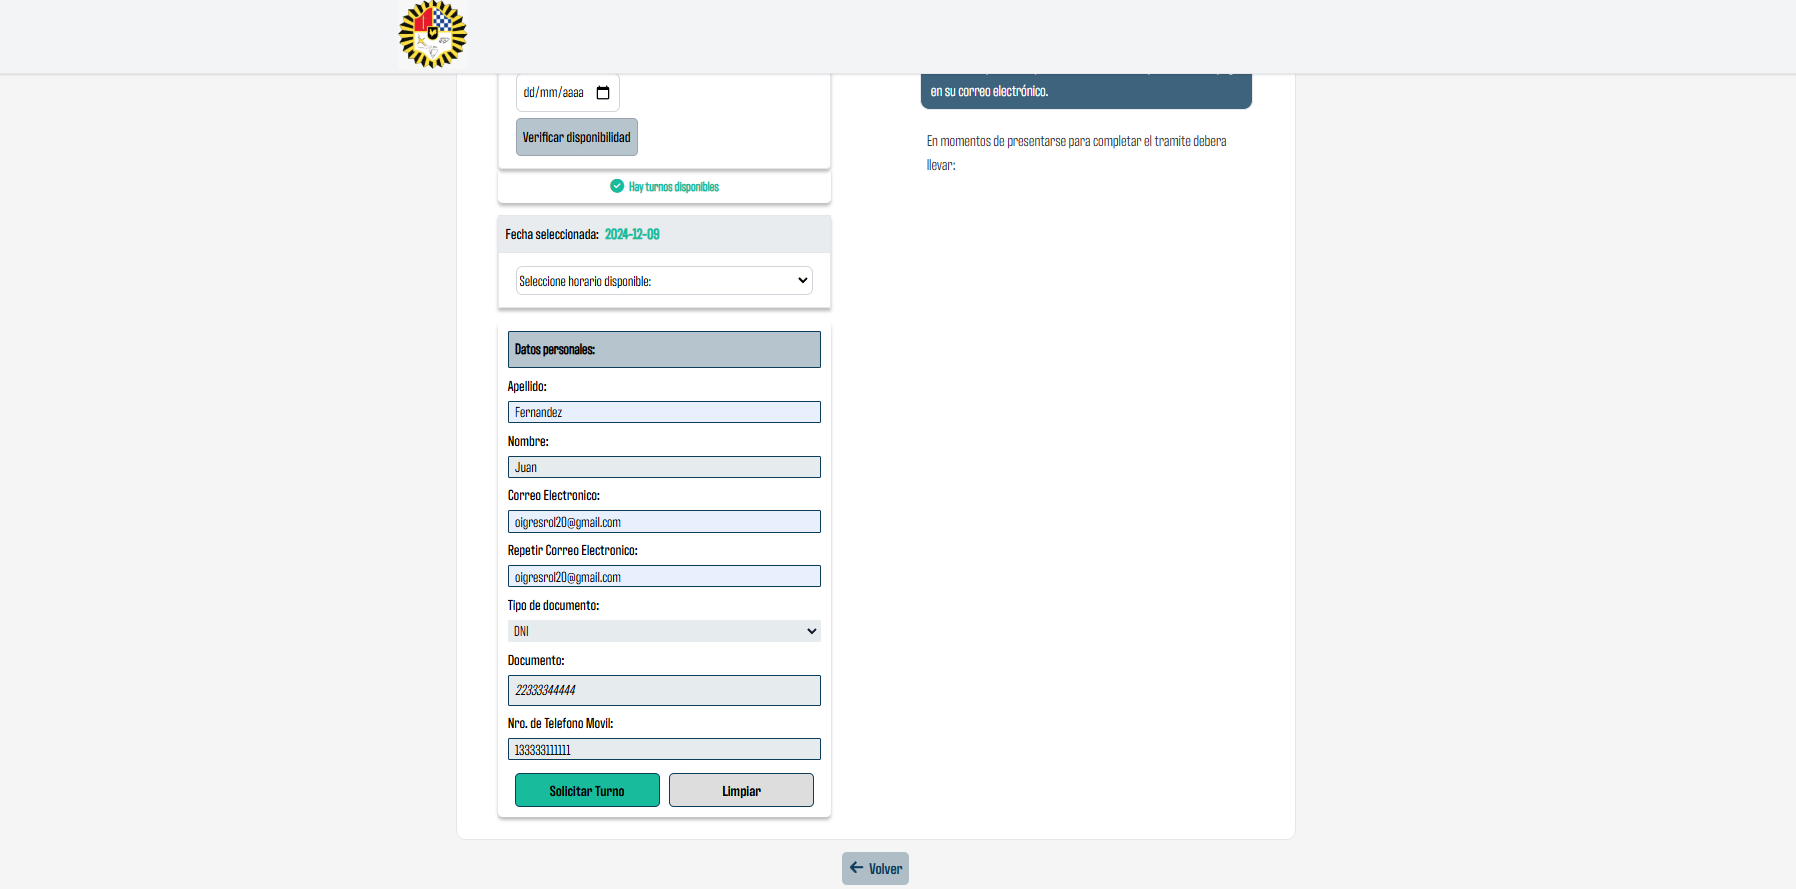 dd/mm/aaaa
Verificar disponibilidad
Hay turnos disponibles
Fecha seleccionada: 2024-12-09
Seleccione horario disponible:
Datos personales:
Apellido:
Fernandez
Nombre:
Juan
Correo Electronico:
oigresrol20@gmail.com
Repetir Correo Electronico:
oigresrol20@gmail.com
Tipo de documento:
DNI
Documento:
22333344444
Nro. de Telefono Movil:
133333111111
Solicitar Turno
Limpiar
en su correo electrónico.
En momentos de presentarse para completar el tramite debera
llevar:
Volver